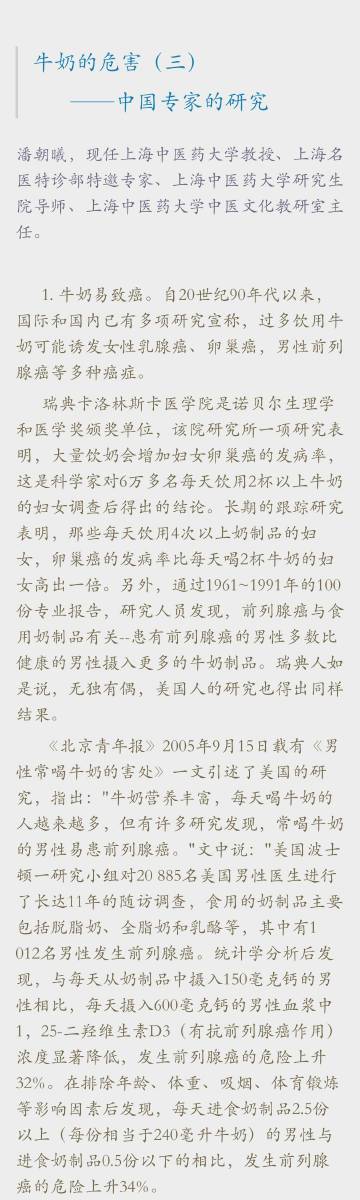 牛奶的危害（三）
——中国专家的研究
潘朝曦，现任上海中医药大学教授、上海名
医特诊部特邀专家、上海中医药大学研究生
院导师、上海中医药大学中医文化教研室主
任。
1. 牛奶易致癌。自20世纪90年代以来，
国际和国内已有多项研究宣称，过多饮用牛
奶可能诱发女性乳腺癌、卵巢癌，男性前列
腺癌等多种癌症。
瑞典卡洛林斯卡医学院是诺贝尔生理学
和医学奖颁奖单位，该院研究所一项研究表
明，大量饮奶会增加妇女卵巢癌的发病率，
这是科学家对6万多名每天饮用2杯以上牛奶
的妇女调查后得出的结论。长期的跟踪研究
表明，那些每天饮用4次以上奶制品的妇
女，卵巢癌的发病率比每天喝2杯牛奶的妇
女高出一倍。另外，通过1961~1991年的100
份专业报告，研究人员发现，前列腺癌与食
用奶制品有关--患有前列腺癌的男性多数比
健康的男性摄入更多的牛奶制品。瑞典人如
是说，无独有偶，美国人的研究也得出同样
结果。
《北京青年报》2005年9月15日载有《男
性常喝牛奶的害处》一文引述了美国的研
究，指出："牛奶营养丰富，每天喝牛奶的
人越来越多，但有许多研究发现，常喝牛奶
的男性易患前列腺癌。"文中说："美国波士
顿一研究小组对20 885名美国男性医生进行
了长达11年的随访调查，食用的奶制品主要
包括脱脂奶、全脂奶和乳酪等，其中有1
012名男性发生前列腺癌。统计学分析后发
现，与每天从奶制品中摄入150毫克钙的男
性相比，每天摄入600毫克钙的男性血浆中
1，25-二羟维生素D3（有抗前列腺癌作用）
浓度显著降低，发生前列腺癌的危险上升
32%。在排除年龄、体重、吸烟、体育锻炼
等影响因素后发现，每天进食奶制品2.5份
以上（每份相当于240毫升牛奶）的男性与
进食奶制品0.5份以下的相比，发生前列腺
癌的危险上升34%。